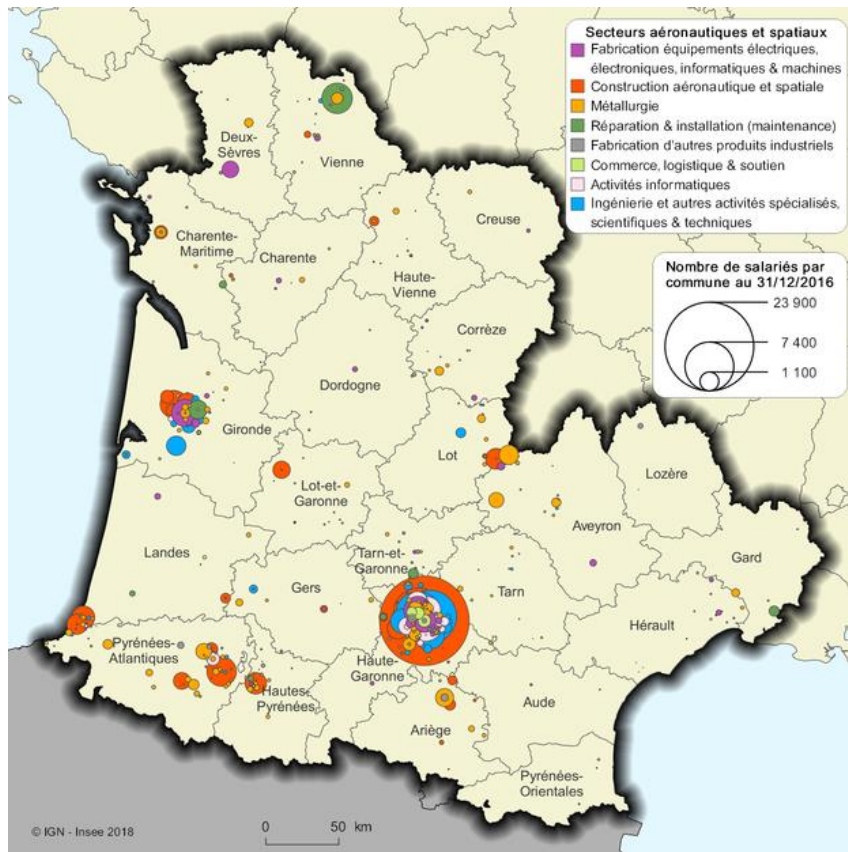 Secteurs aéronautiques et spatiaux
Fabrication équipements électriques,
électroniques, informatiques & machines
Construction aéronautique et spatiale
Métallurgie
Réparation & installation (maintenance)
Fabrication d'autres produits industriels
Commerce, logistique & soutien
Activités informatiques
Ingénierie et autres activités spécialisés,
scientifiques & techniques
Nombre de salariés par
commune au 31/12/2016
23 900
7 400
1 100
Deux-
Sèvres
Vienne
Charente-
Maritime
Charente
Haute-
Vienne
Creuse
Corrèze
Dordogne
Gironde
Lot
Lot-et-
Garonne
Lozère
Aveyron
Landes
Tarn-et-
Garonne
Gers
Tarn
Gard
Hérault
Pyrénées-
Atlantiques
Haute-
Garonne
Hautes-
Pyrénées
Ariège
Aude
Pyrénées-
Orientales
© IGN - Insee 2018
0 50 km